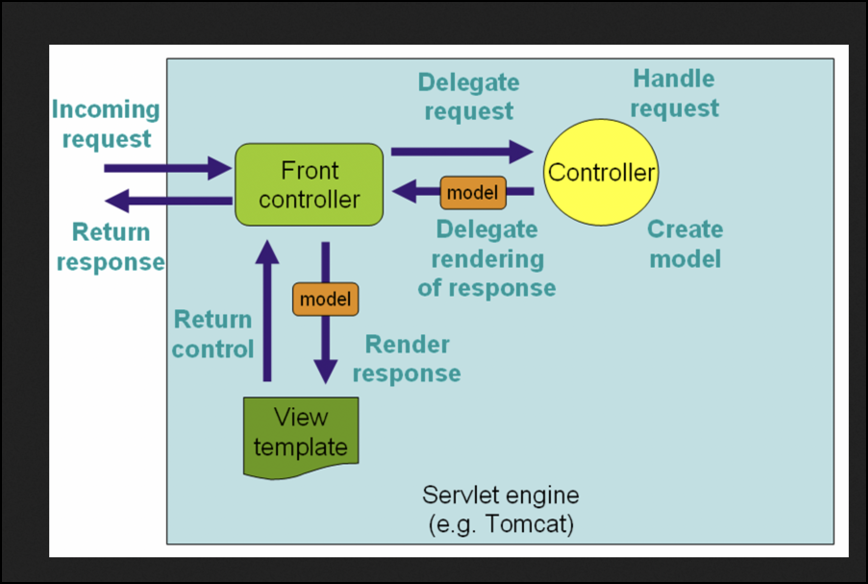 Incoming
request
Return
response
Front
controller
Delegate
request
Handle
request
Controller
model
Delegate
rendering
of response
Create
model
model
Return
control
Render
response
View
template
Servlet engine
(e.g. Tomcat)